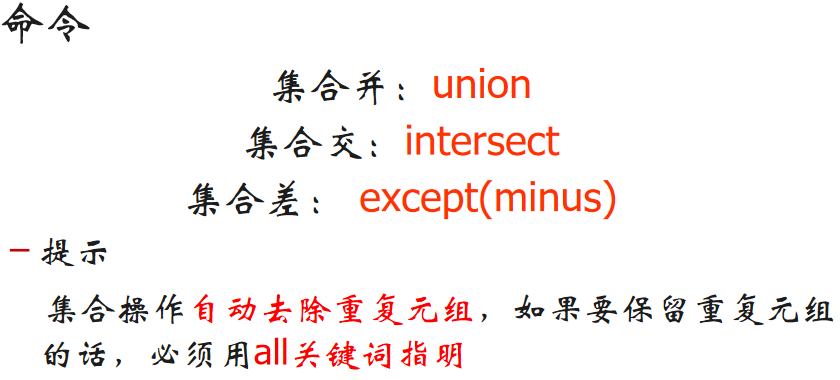 命令
集合并：union
集合交：intersect
集合差： except(minus)
– 提示
集合操作自动去除重复元组，如果要保留重复元组
的话，必须用all关键词指明